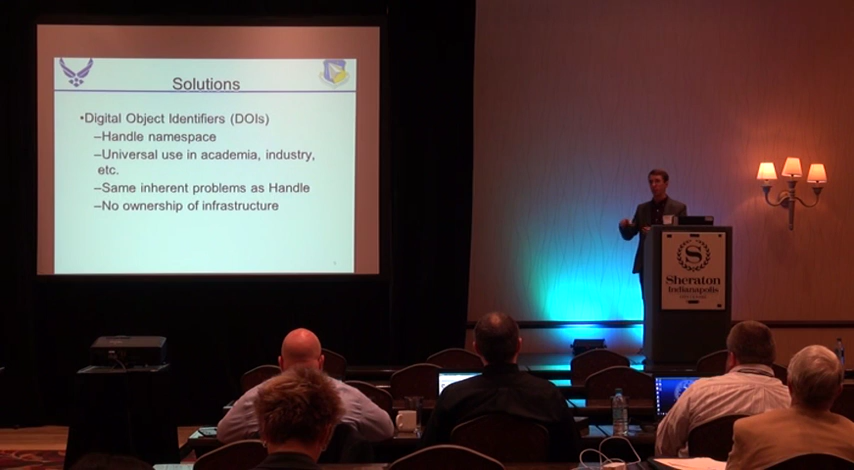 Solutions
•Digital Object Identifiers (DOIs)
–Handle namespace
–Universal use in academia, industry,
etc.
–Same inherent problems as Handle
–No ownership of infrastructure
S
Sheraton
Indianapolis